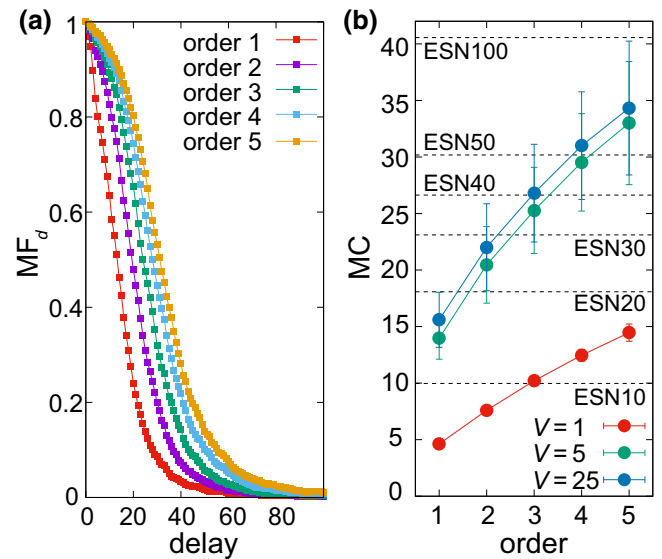 (a)
1
0.8
0.6
0.4
0.2
0
MF_d
0 20 40 60 80
delay
order 1
order 2
order 3
order 4
order 5
(b)
40
35
30
25
20
15
10
5
0
MC
1 2 3 4 5
order
ESN100
ESN50
ESN40
ESN30
ESN20
ESN10
V = 1
V = 5
V = 25